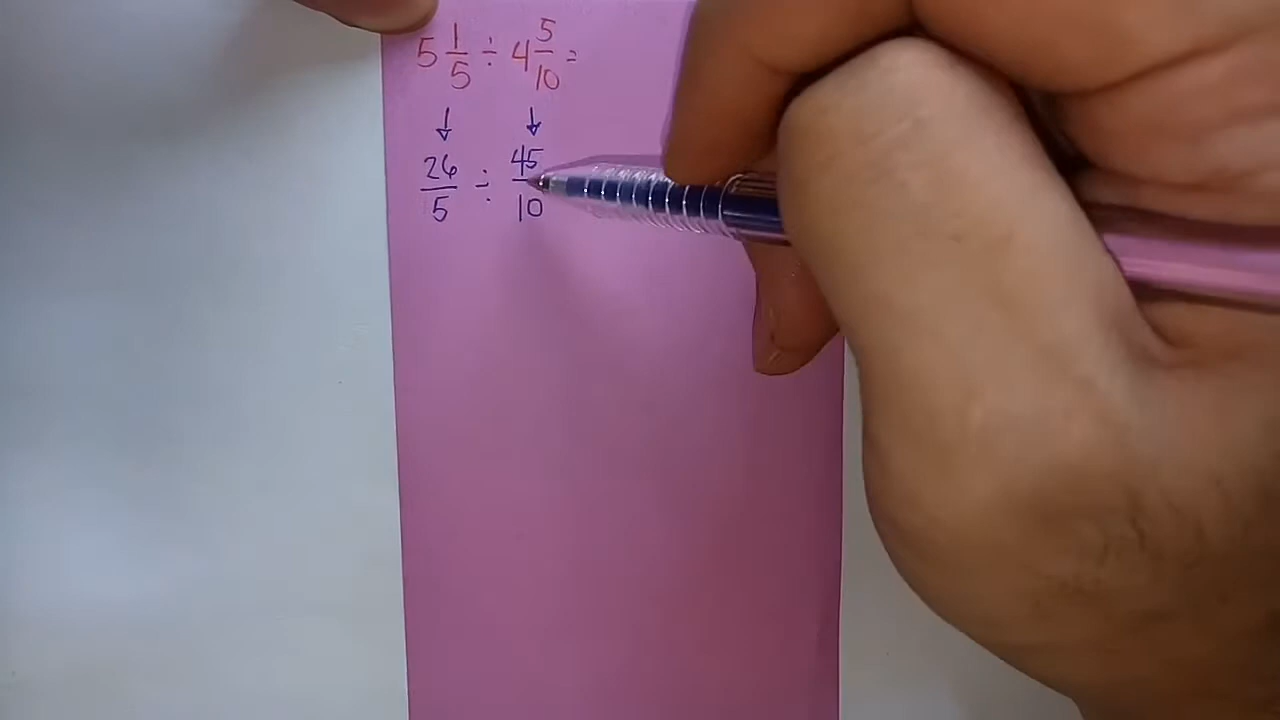 5 1/5 ÷ 4 5/10 =
↓ ↓
26/5 ÷ 45/10